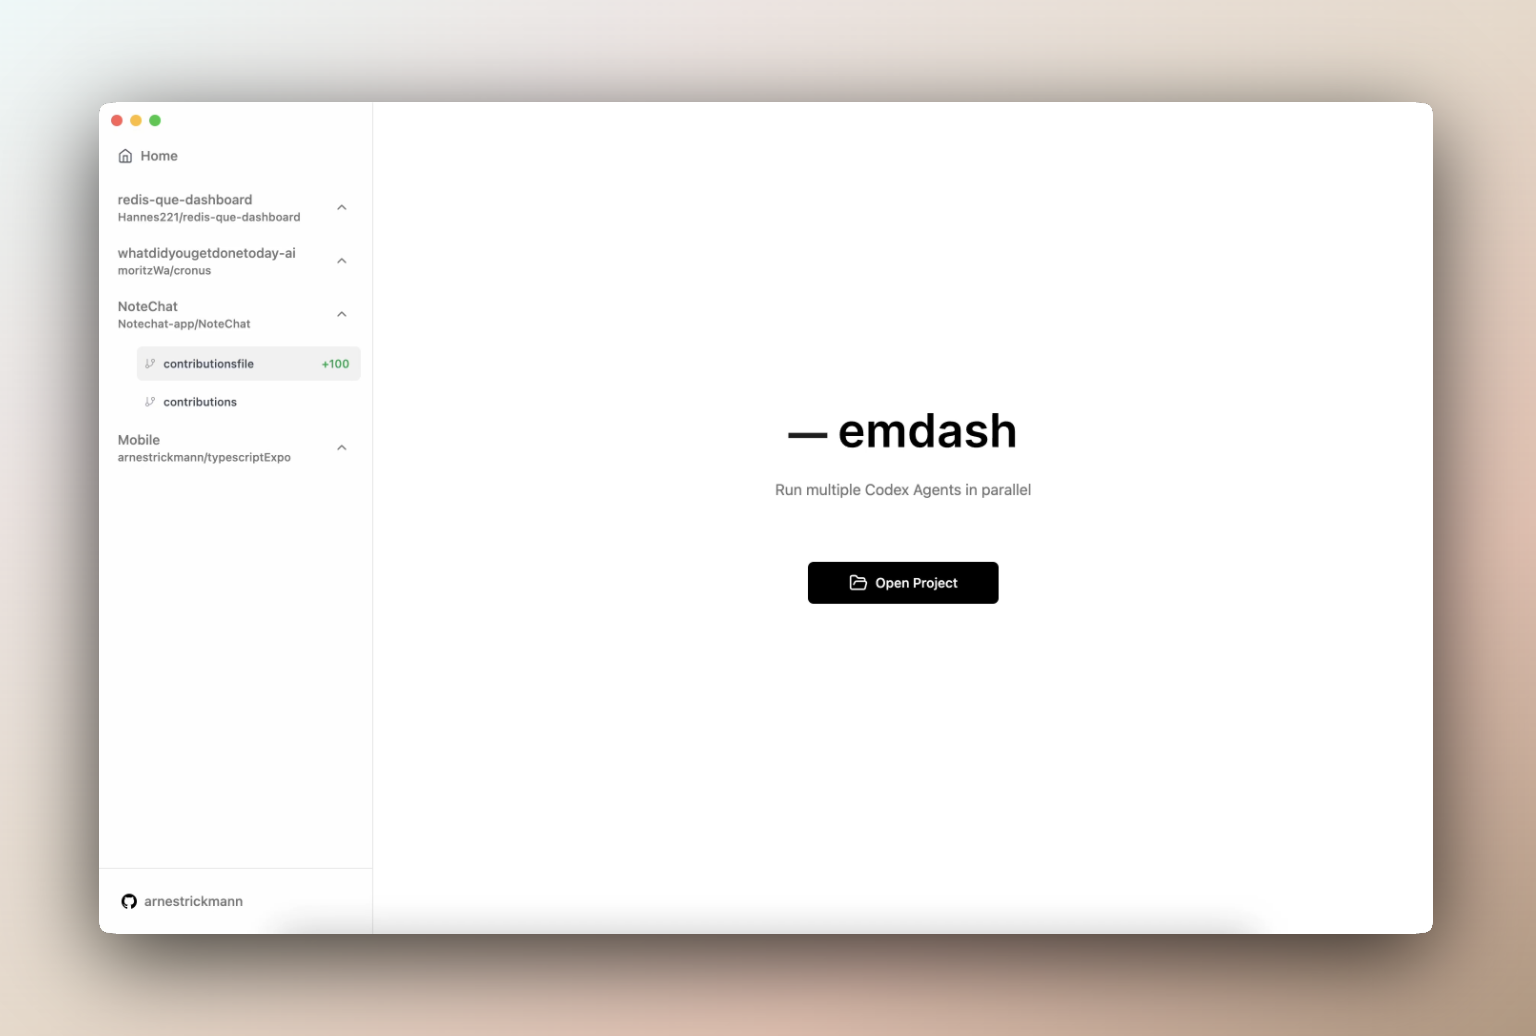 Home
redis-que-dashboard
Hannes221/redis-que-dashboard
whatdidyougetdonetoday-ai
moritzWa/cronus
NoteChat
Notechat-app/NoteChat
contributionsfile +100
contributions
Mobile
arnestrickmann/typescriptExpo
arnestrickmann
— emdash
Run multiple Codex Agents in parallel
Open Project